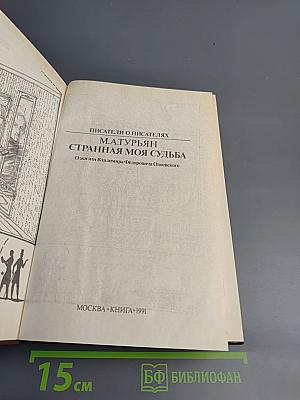 ПИСАТЕЛИ О ПИСАТЕЛЯХ
М.А.ТУРЬЯН
СТРАННАЯ МОЯ СУДЬБА
О жизни Владимира Федоровича Одоевского
МОСКВА «КНИГА» 1991
15 см
БФ БИБЛИОФАН